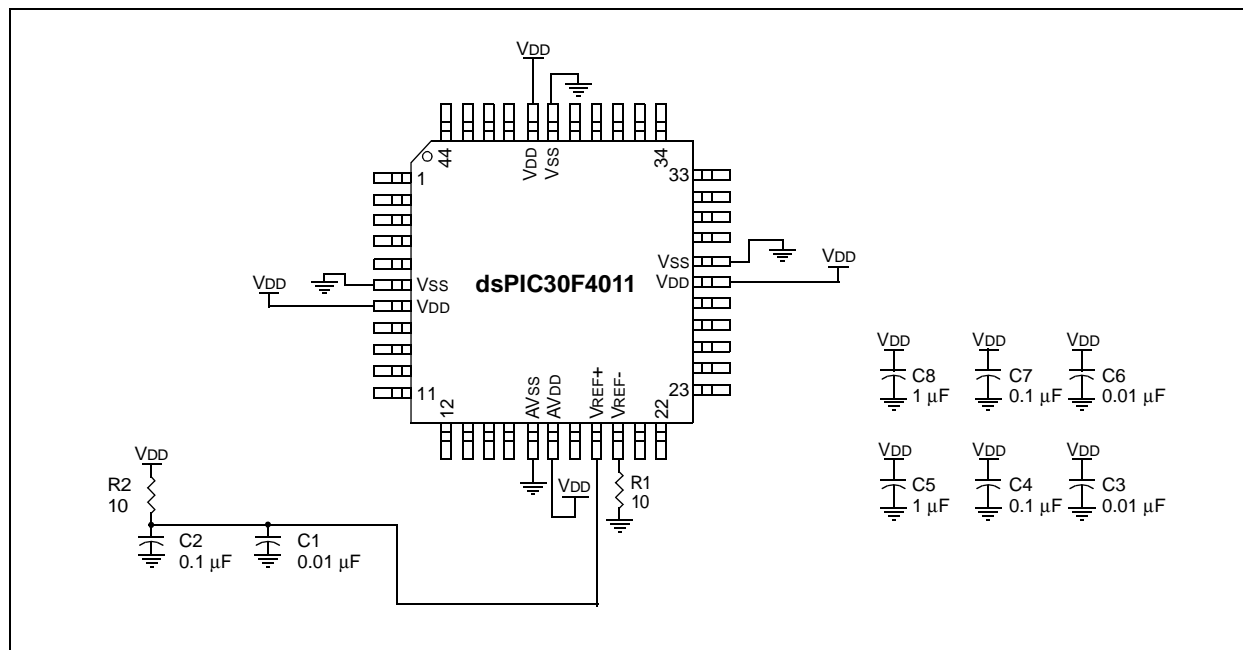 VDD
44
VDD
VSS
34
1
33
VSS
VDD
VDD
VSS
VDD
dsPIC30F4011
VDD
11
12
AVSS
AVDD
VREF+
VREF-
22
23
VDD
C8
1 µF
VDD
C7
0.1 µF
VDD
C6
0.01 µF
VDD
R2
10
C2
0.1 µF
C1
0.01 µF
VDD
R1
10
VDD
C5
1 µF
VDD
C4
0.1 µF
VDD
C3
0.01 µF